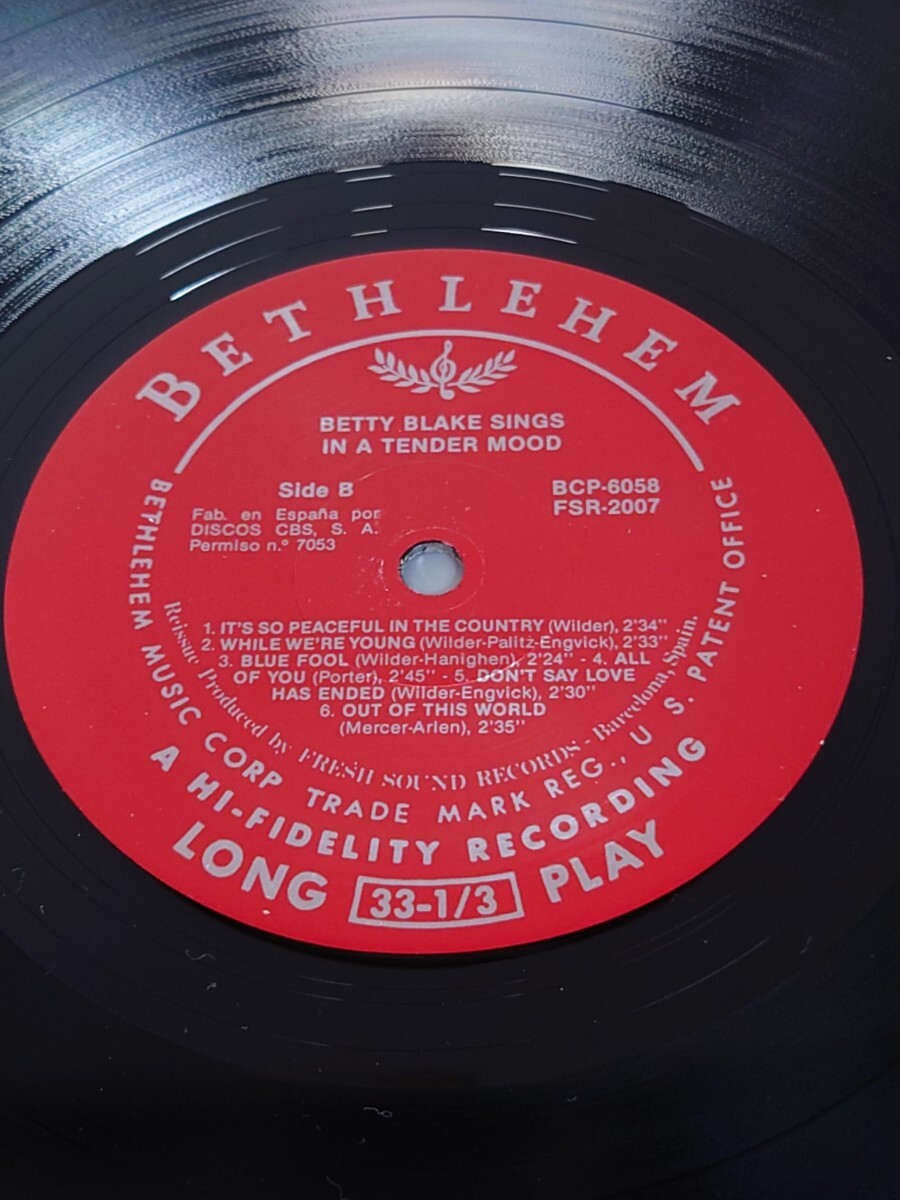 BETHLEHEM
BETTY BLAKE SINGS
IN A TENDER MOOD
Side B
BCP-6058
FSR-2007
Fab. en España por
DISCOS CBS, S. A.
Permiso n.º 7053
1. IT'S SO PEACEFUL IN THE COUNTRY (Wilder), 2'34"
2. WHILE WE'RE YOUNG (Wilder-Palitz-Engvick), 2'33"
3. BLUE FOOL (Wilder-Hanighen), 2'24" - 4. ALL
OF YOU (Porter), 2'45" - 5. DON'T SAY LOVE
HAS ENDED (Wilder-Engvick), 2'30"
6. OUT OF THIS WORLD
(Mercer-Arlen), 2'35"
Reissue Produced by FRESH SOUND RECORDS - Barcelona, Spain.
BETHLEHEM MUSIC CORP TRADE MARK REG., U. S. PATENT OFFICE
A HI-FIDELITY RECORDING
LONG 33-1/3 PLAY